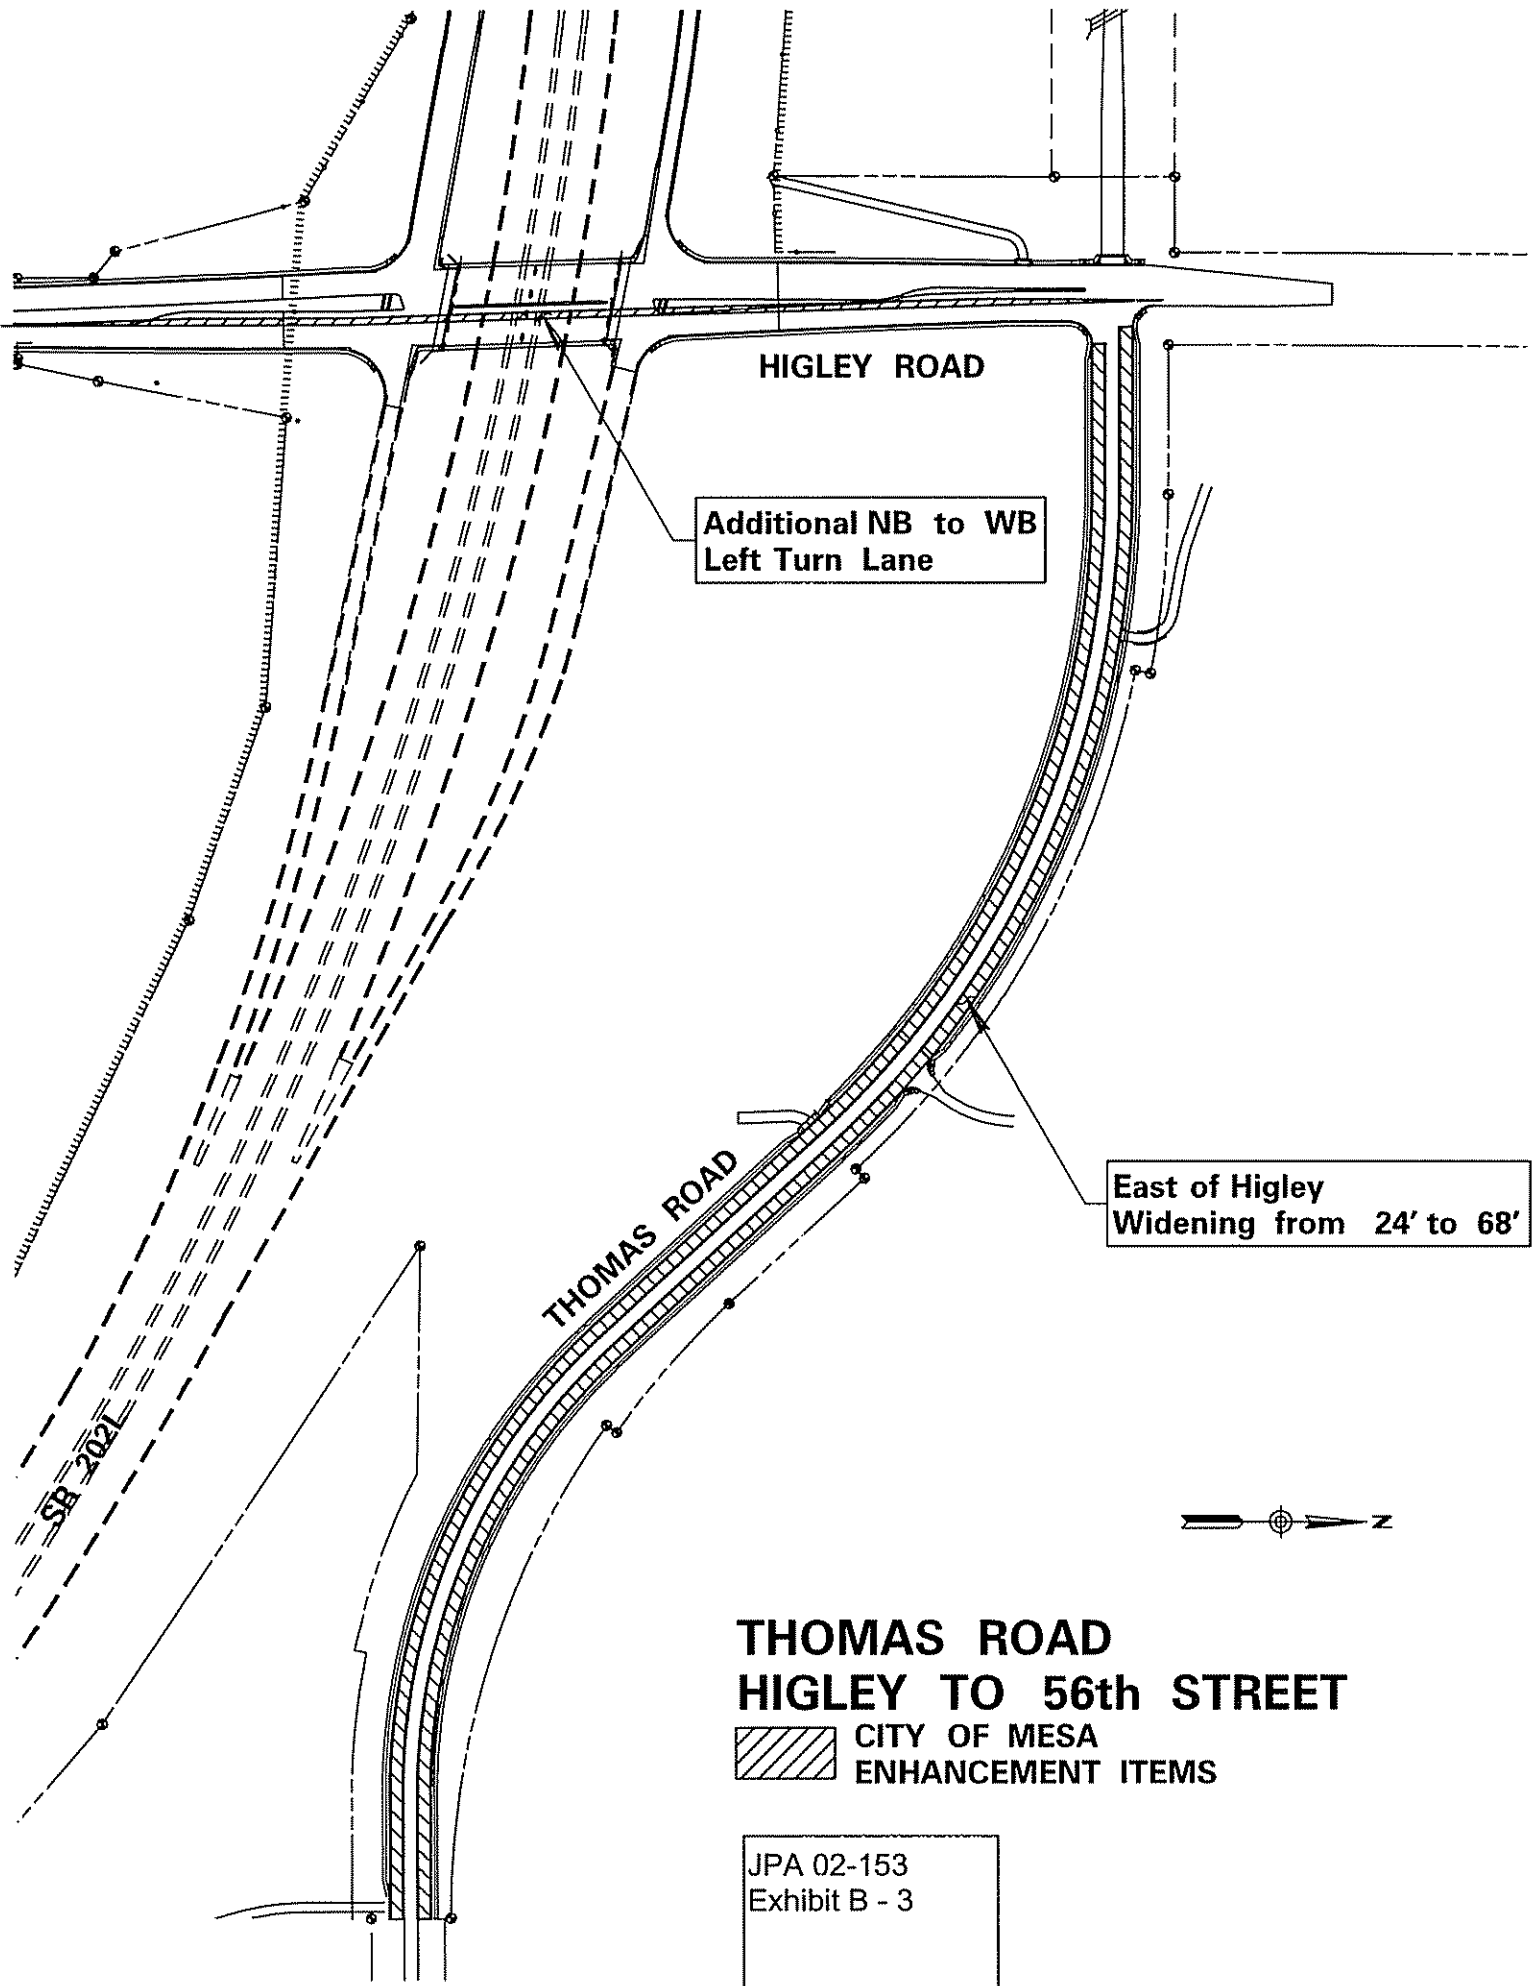 HIGLEY ROAD
Additional NB to WB
Left Turn Lane
East of Higley
Widening from 24' to 68'
THOMAS ROAD
SR 202L
N
THOMAS ROAD
HIGLEY TO 56th STREET
CITY OF MESA
ENHANCEMENT ITEMS
JPA 02-153
Exhibit B - 3